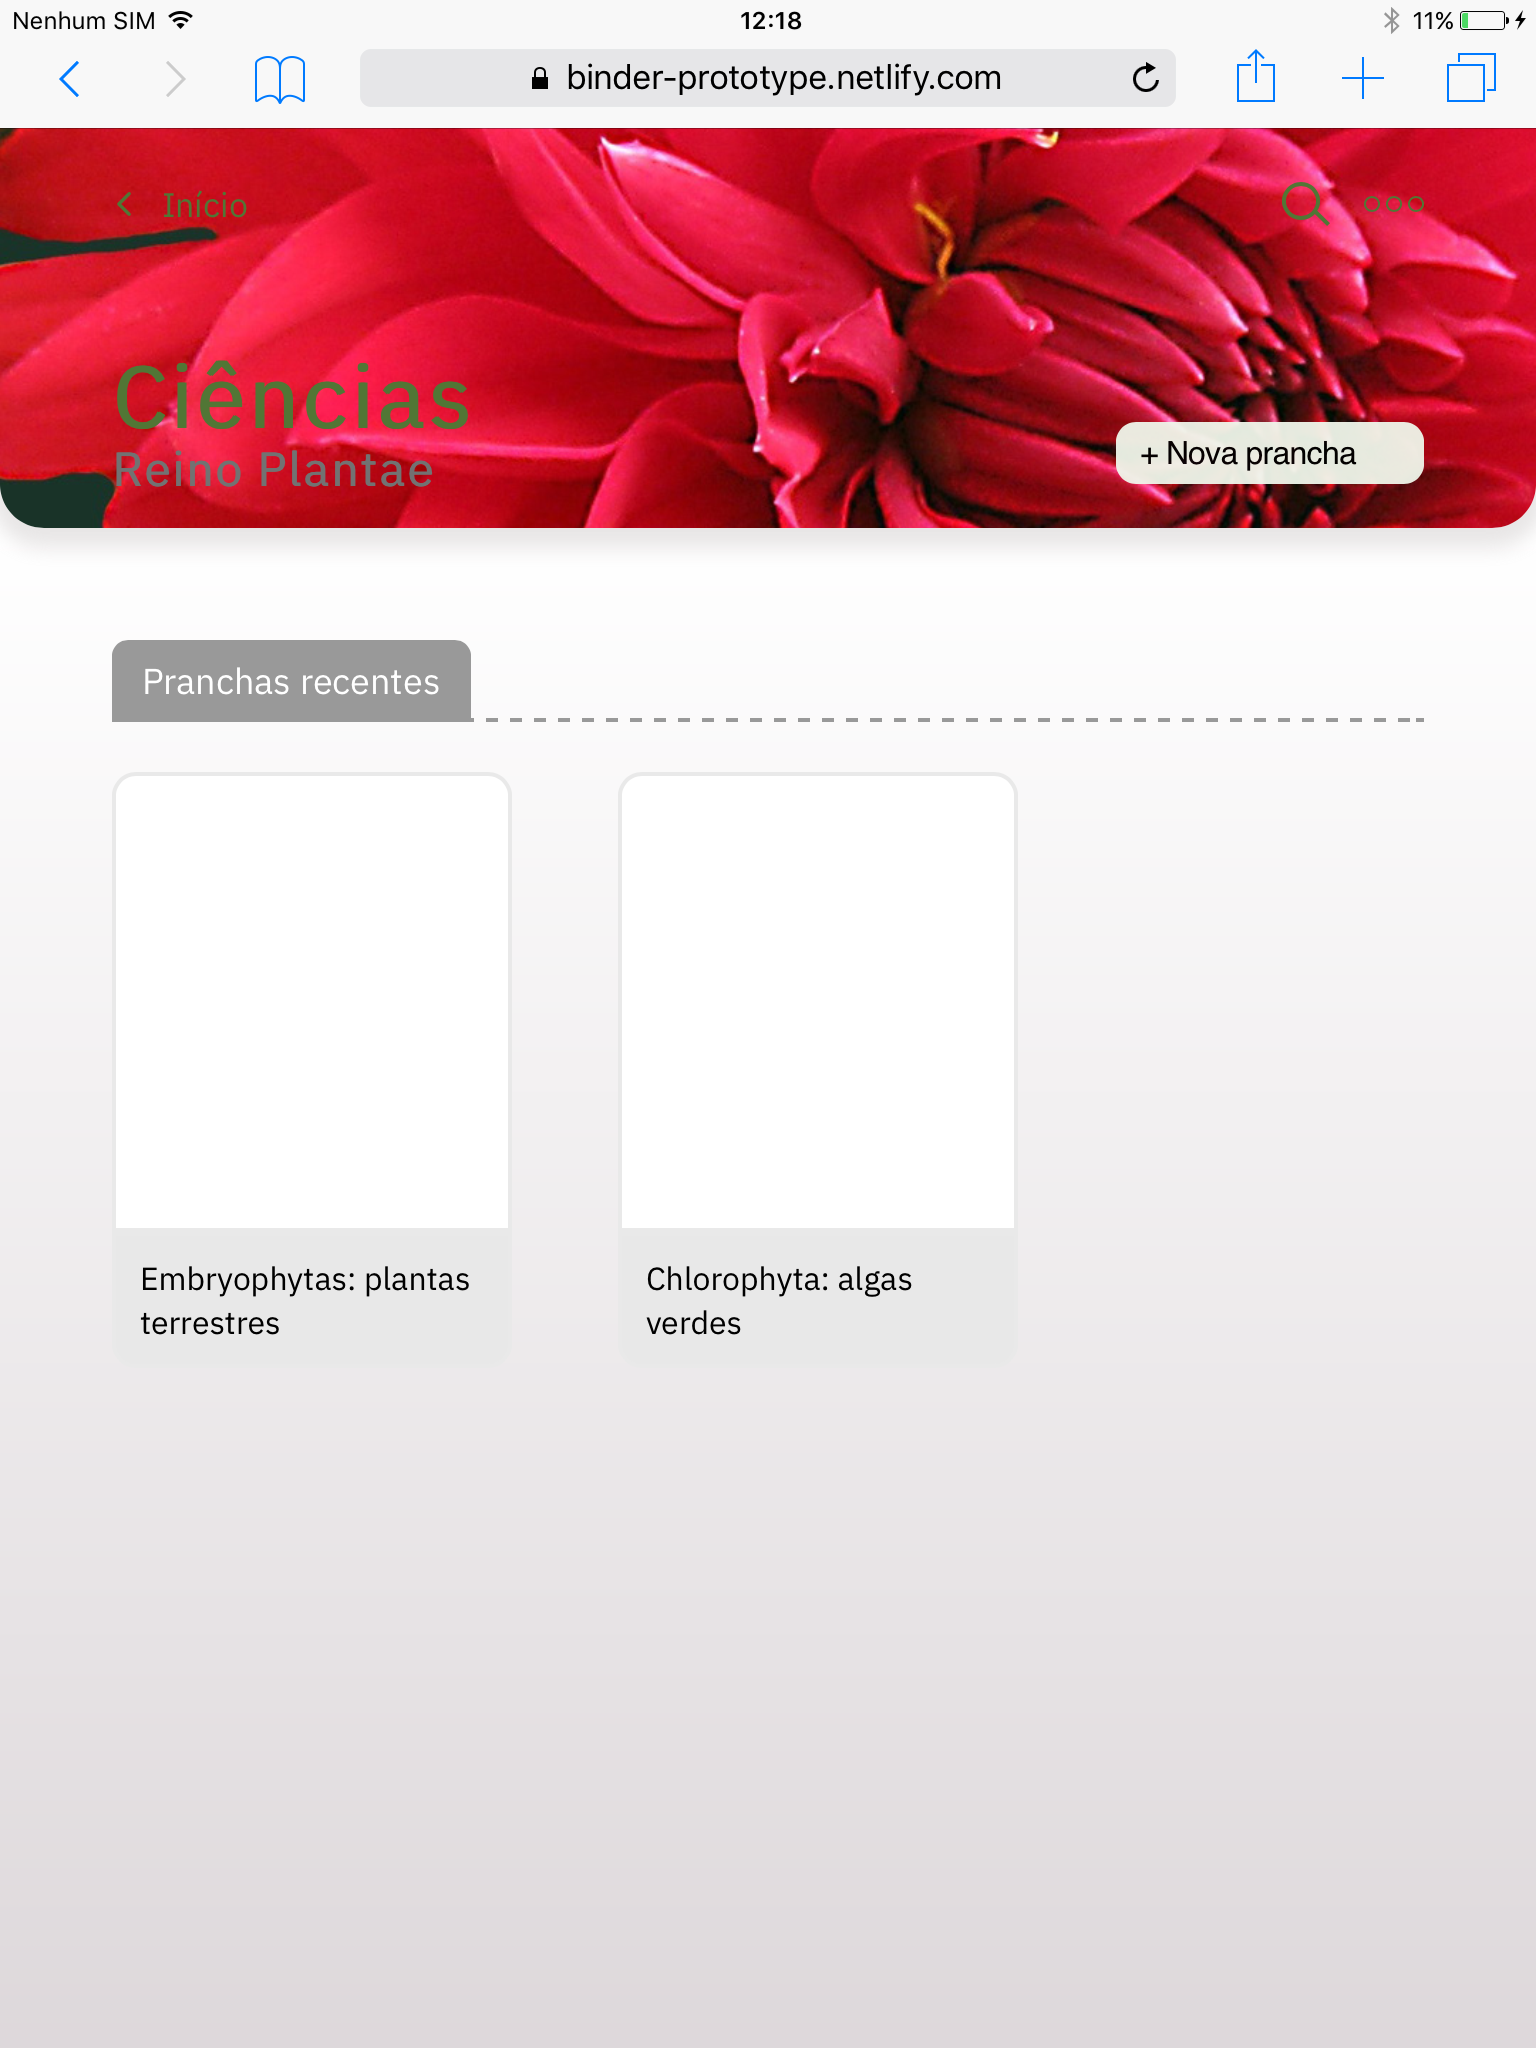 Nenhum SIM
12:18
11%
binder-prototype.netlify.com
Início
Ciências
Reino Plantae
+ Nova prancha
Pranchas recentes
Embryophytas: plantas
terrestres
Chlorophyta: algas
verdes